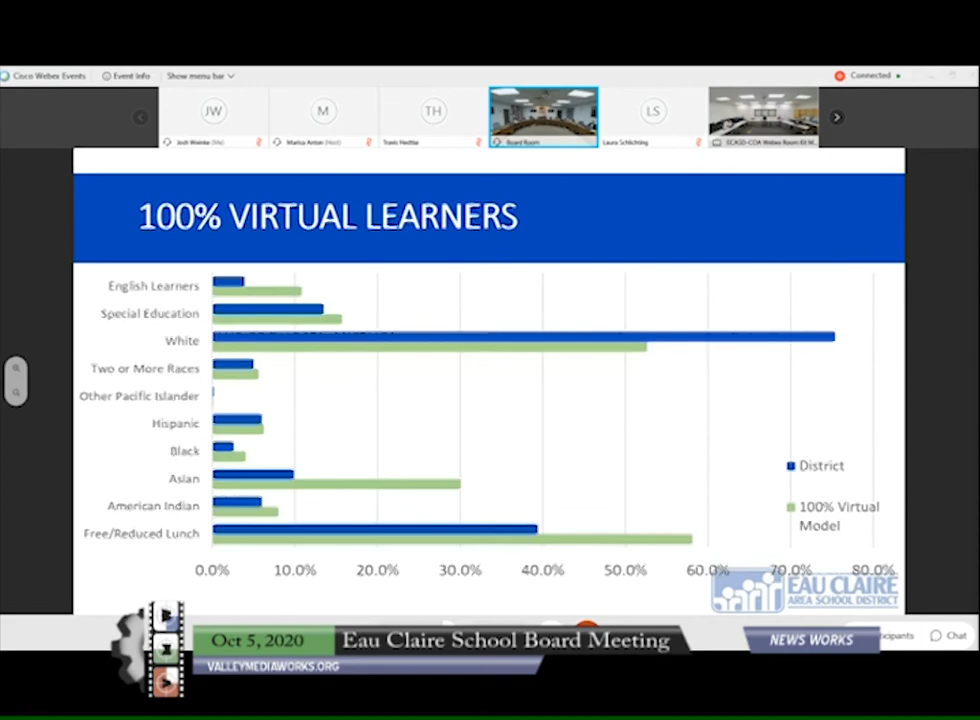 Cisco Webex Events Event Info Show menu bar Connected
JW M TH LS
Josh Weinke (Me) Marisa Anton (Host) Travis Hedtke Board Room Laura Schlichting
100% VIRTUAL LEARNERS
English Learners
Special Education
White
Two or More Races
Other Pacific Islander
Hispanic
Black
Asian
American Indian
Free/Reduced Lunch
District
100% Virtual
Model
0.0% 10.0% 20.0% 30.0% 40.0% 50.0% 60.0% 70.0% 80.0%
EAU CLAIRE
AREA SCHOOL DISTRICT
Oct 5, 2020 Eau Claire School Board Meeting NEWS WORKS
Chat
VALLEYMEDIAWORKS.ORG